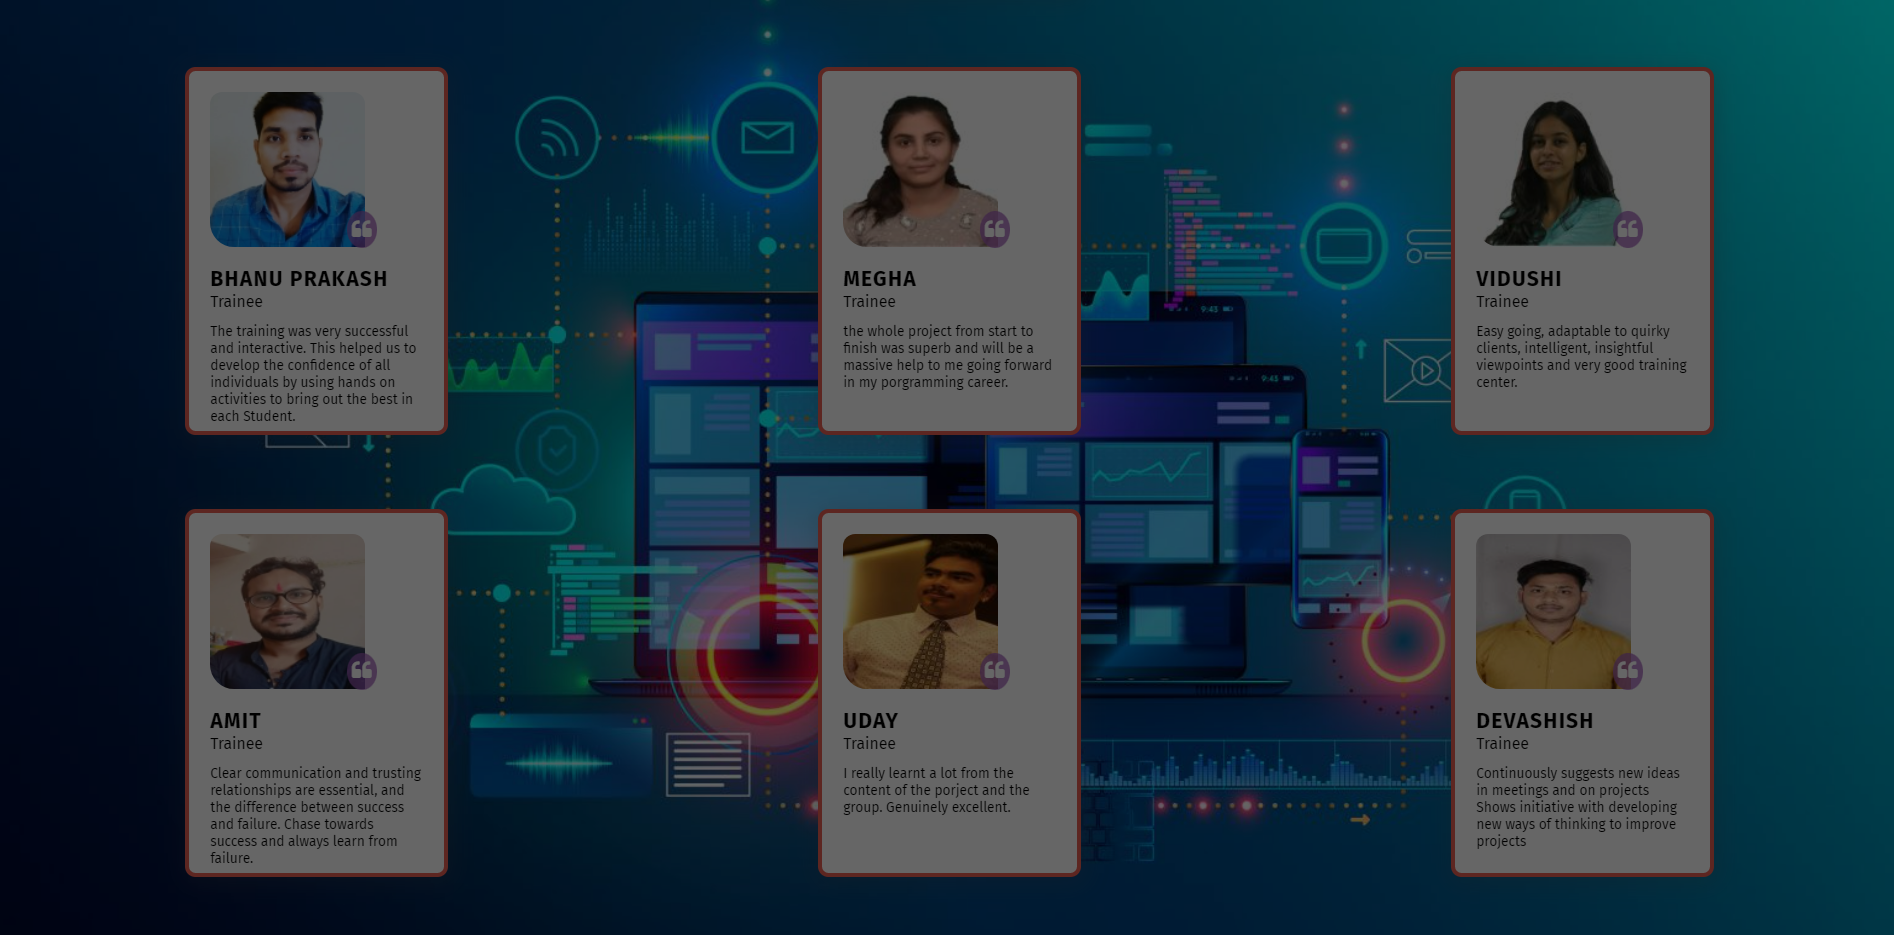 BHANU PRAKASH
Trainee
The training was very successful
and interactive. This helped us to
develop the confidence of all
individuals by using hands on
activities to bring out the best in
each Student.
MEGHA
Trainee
the whole project from start to
finish was superb and will be a
massive help to me going forward
in my porgramming career.
VIDUSHI
Trainee
Easy going, adaptable to quirky
clients, intelligent, insightful
viewpoints and very good training
center.
9:43
9:43
AMIT
Trainee
Clear communication and trusting
relationships are essential, and
the difference between success
and failure. Chase towards
success and always learn from
failure.
UDAY
Trainee
I really learnt a lot from the
content of the porject and the
group. Genuinely excellent.
DEVASHISH
Trainee
Continuously suggests new ideas
in meetings and on projects
Shows initiative with developing
new ways of thinking to improve
projects